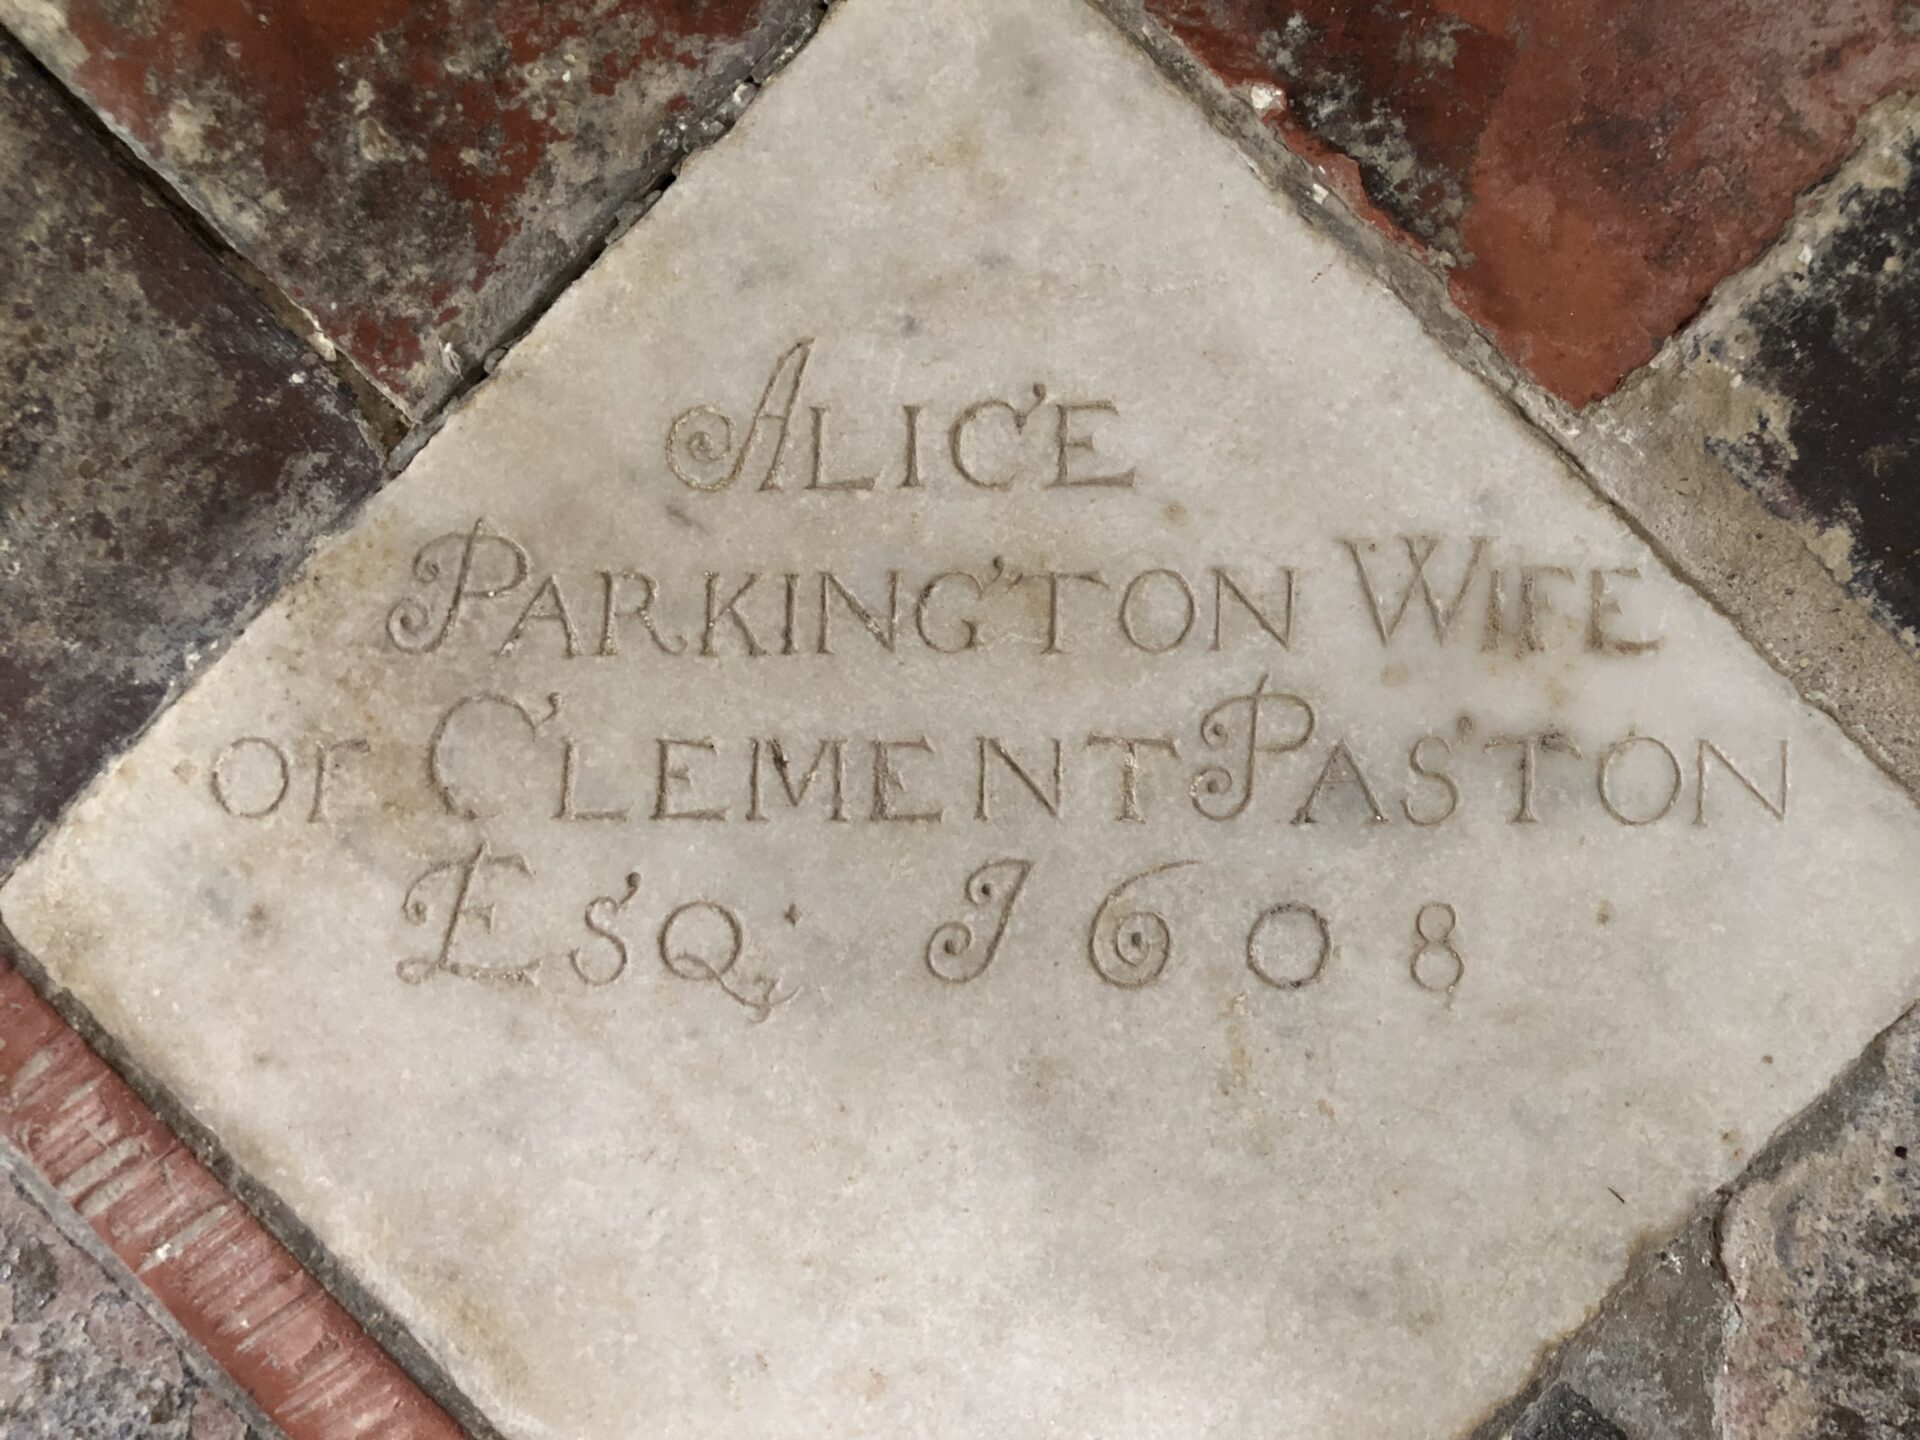 ALICE
PARKINGTON WIFE
OF CLEMENT PASTON
ESQ: 1608